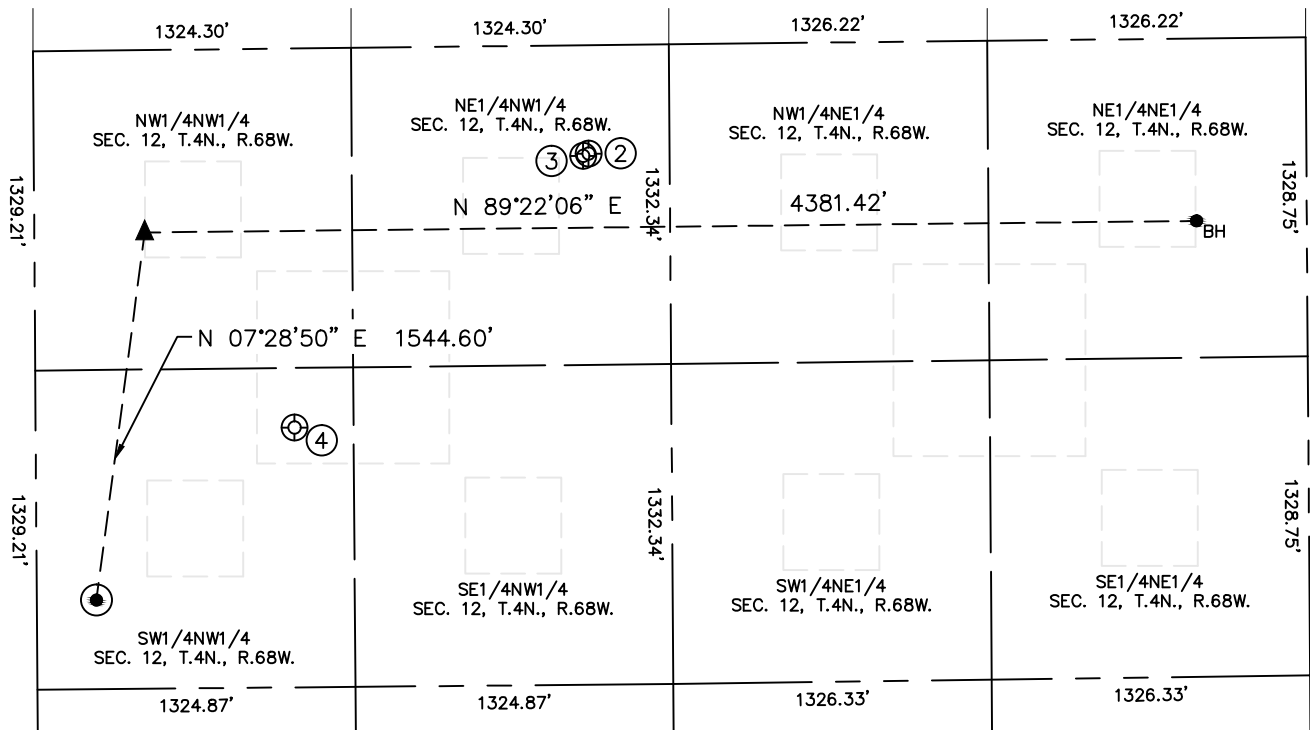 1324.30’
1324.30’
1326.22’
1326.22’
NW1/4NW1/4
SEC. 12, T.4N., R.68W.
NE1/4NW1/4
SEC. 12, T.4N., R.68W.
NW1/4NE1/4
SEC. 12, T.4N., R.68W.
NE1/4NE1/4
SEC. 12, T.4N., R.68W.
3
2
1329.21’
1332.34’
1328.75’
N 89°22’06” E
4381.42’
BH
N 07°28’50” E 1544.60’
4
1329.21’
1332.34’
1328.75’
SW1/4NW1/4
SEC. 12, T.4N., R.68W.
SE1/4NW1/4
SEC. 12, T.4N., R.68W.
SW1/4NE1/4
SEC. 12, T.4N., R.68W.
SE1/4NE1/4
SEC. 12, T.4N., R.68W.
1324.87’
1324.87’
1326.33’
1326.33’